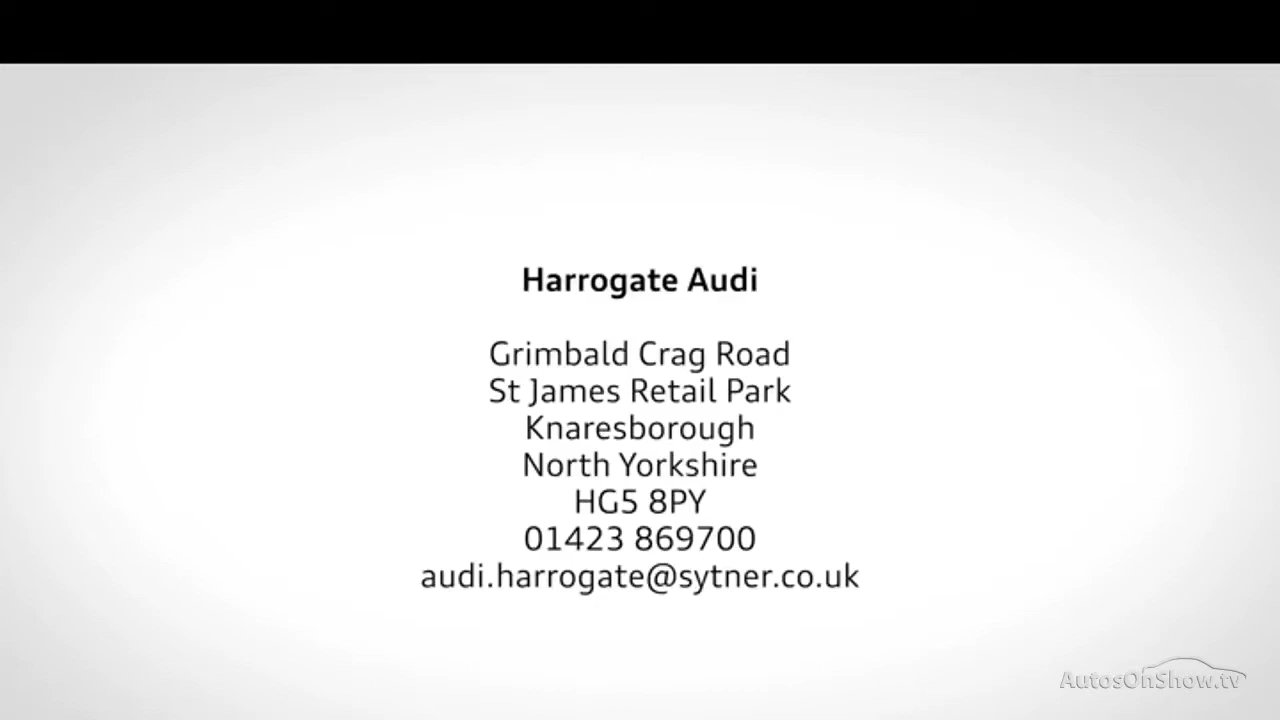 Harrogate Audi
Grimbald Crag Road
St James Retail Park
Knaresborough
North Yorkshire
HG5 8PY
01423 869700
audi.harrogate@sytner.co.uk
AutosOnShow.tv